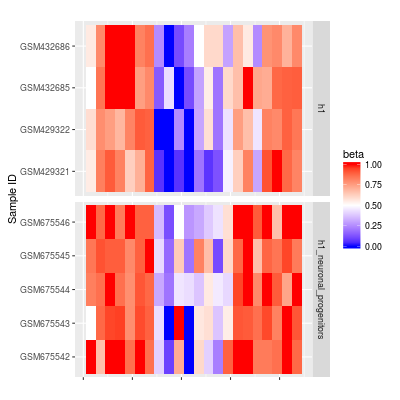 GSM432686
GSM432685
GSM429322
GSM429321
h1
GSM675546
GSM675545
GSM675544
GSM675543
GSM675542
h1_neuronal_progenitors
Sample ID
beta
1.00
0.75
0.50
0.25
0.00